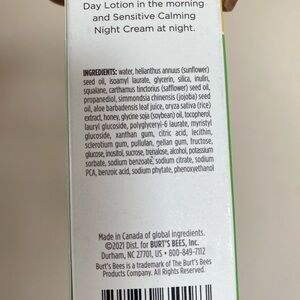 Day Lotion in the morning
and Sensitive Calming
Night Cream at night.
INGREDIENTS: water, helianthus annuus (sunflower)
seed oil, isoamyl laurate, glycerin, silica, inulin,
squalane, carthamus tinctorius (safflower) seed oil,
propanediol, simmondsia chinensis (jojoba) seed
oil, aloe barbadensis leaf juice, oryza sativa (rice)
extract, honey, glycine soja (soybean) oil, tocopherol,
lauryl glucoside, polyglyceryl-6 laurate, myristyl
glucoside, xanthan gum, citric acid, lecithin,
sclerotium gum, pullulan, gellan gum, fructose,
glucose, inositol, sucrose, trehalose, alcohol, potassium
sorbate, sodium benzoate, sodium citrate, sodium
PCA, benzoic acid, sodium phytate, phenoxyethanol
Made in Canada of global ingredients.
©2021 Dist. for BURT'S BEES, Inc.
Durham, NC 27701 US • 800-849-7112
Burt's Bees is a trademark of The Burt's Bees
Products Company. All Rights Reserved.